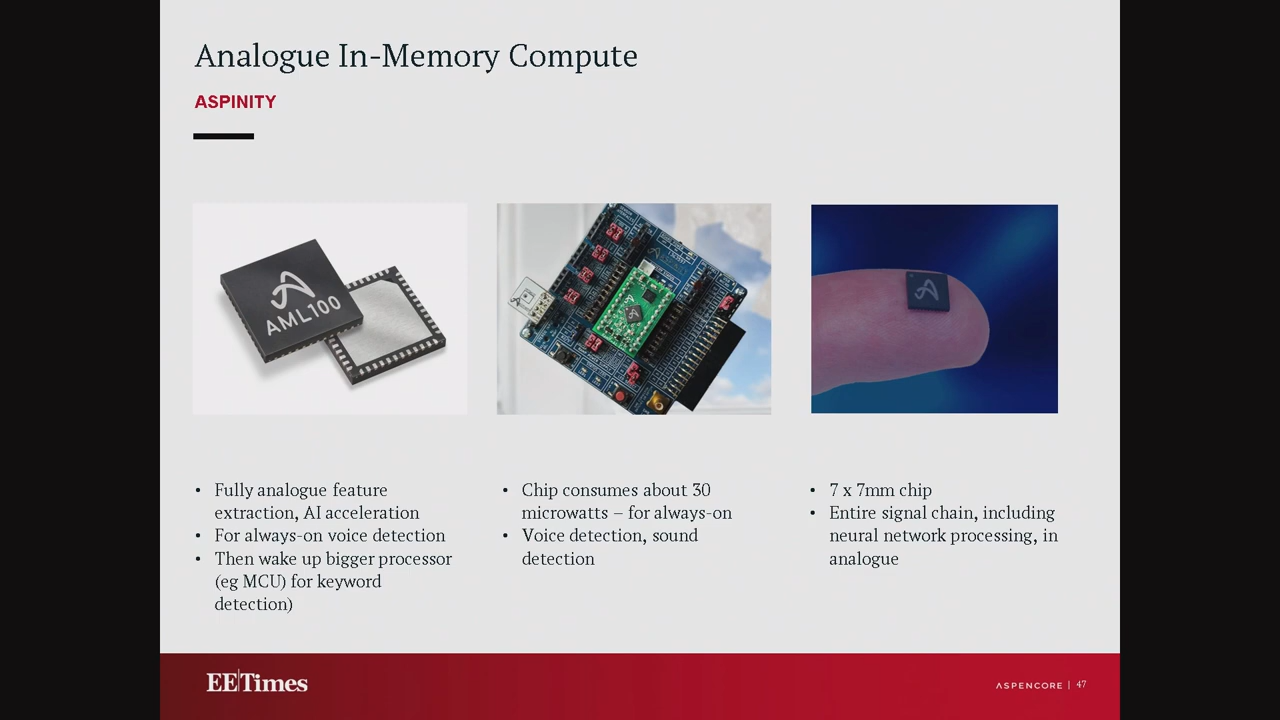 Analogue In-Memory Compute
ASPINITY
AML100
• Fully analogue feature
extraction, AI acceleration
• For always-on voice detection
• Then wake up bigger processor
(eg MCU) for keyword
detection)
• Chip consumes about 30
microwatts – for always-on
• Voice detection, sound
detection
• 7 x 7mm chip
• Entire signal chain, including
neural network processing, in
analogue
EETimes
ASPENCORE | 47